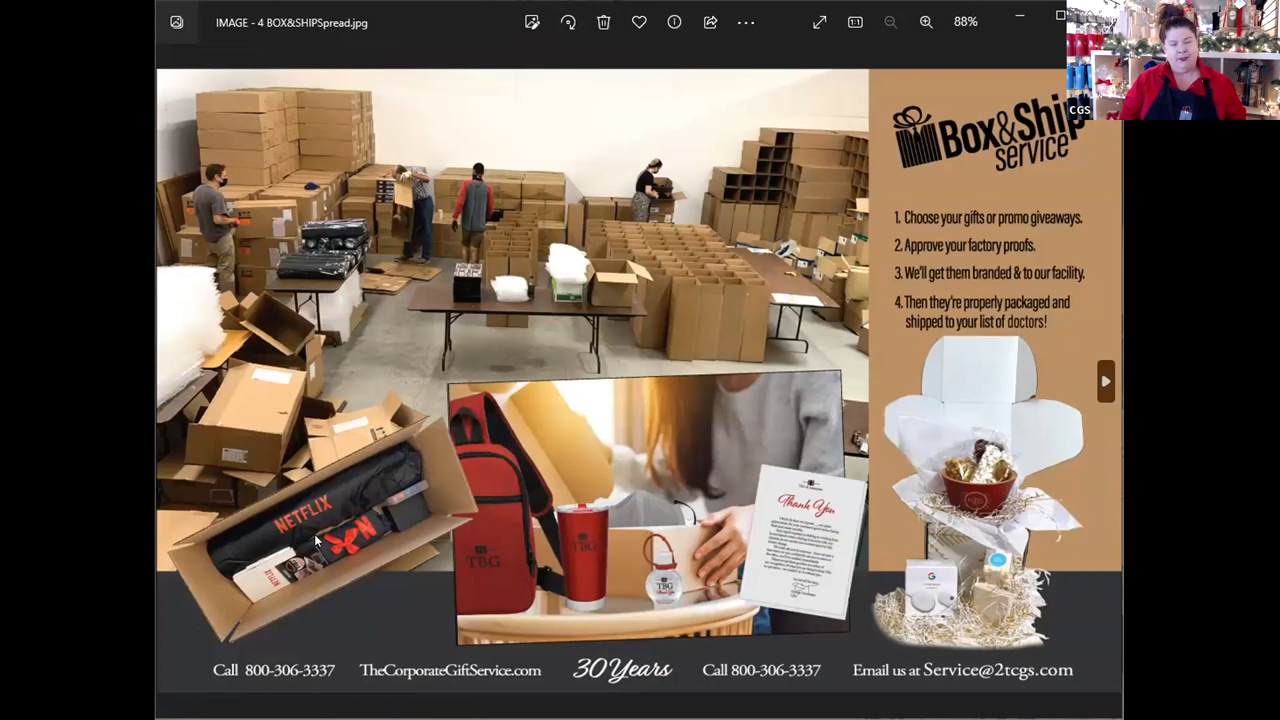 IMAGE - 4 BOX&SHIPSpread.jpg
88%
CGS
Box&Ship
service
1. Choose your gifts or promo giveaways.
2. Approve your factory proofs.
3. We'll get them branded & to our facility.
4. Then they're properly packaged and
shipped to your list of doctors!
NETFLIX
N
NETFLIX
TBG
TBG
TBG
Thank You
G
Call 800-306-3337
TheCorporateGiftService.com
30 Years
Call 800-306-3337
Email us at Service@2tcgs.com